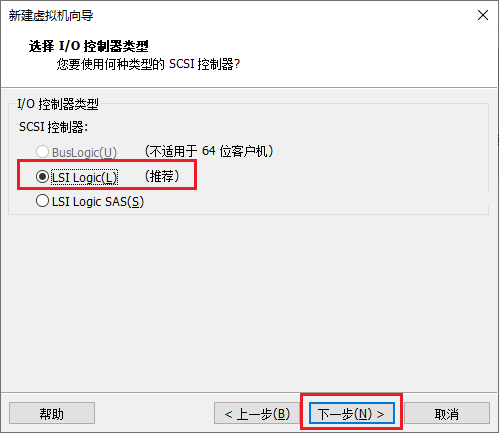 新建虚拟机向导
选择 I/O 控制器类型
您要使用何种类型的 SCSI 控制器?
I/O 控制器类型
SCSI 控制器:
BusLogic(U) (不适用于 64 位客户机)
LSI Logic(L) (推荐)
LSI Logic SAS(S)
帮助 < 上一步(B) 下一步(N) > 取消